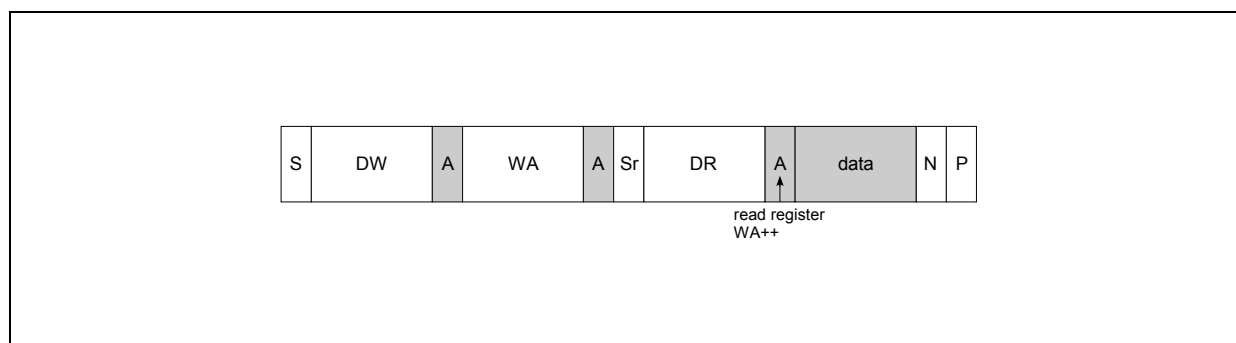 S DW A WA A Sr DR A data N P
read register
WA++